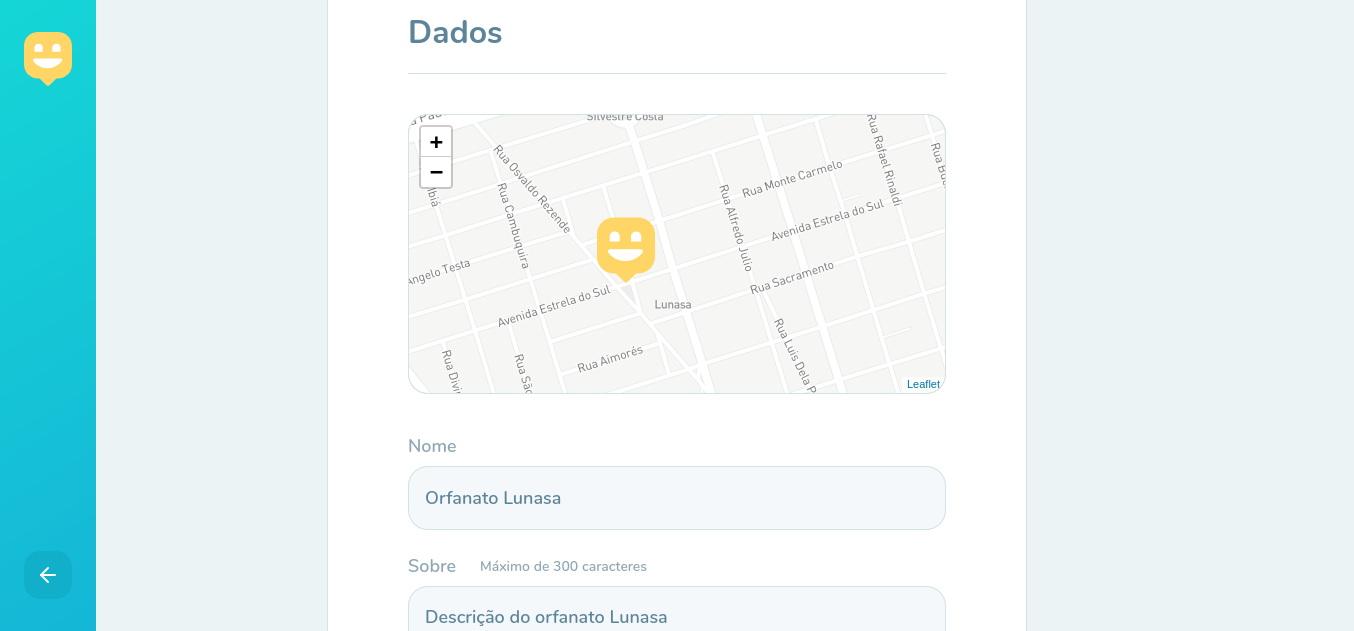 Dados
Silvestre Costa
+
−
Rua Osvaldo Rezende
Rua Cambuquira
Rua Monte Carmelo
Rua Rafael Rinaldi
Rua Alfredo Julio
Avenida Estrela do Sul
Angelo Testa
Rua Sacramento
Avenida Estrela do Sul
Lunasa
Rua Aimorés
Rua Luis Dela P
Rua Divi
Rua São
Leaflet
Nome
Orfanato Lunasa
Sobre Máximo de 300 caracteres
Descrição do orfanato Lunasa